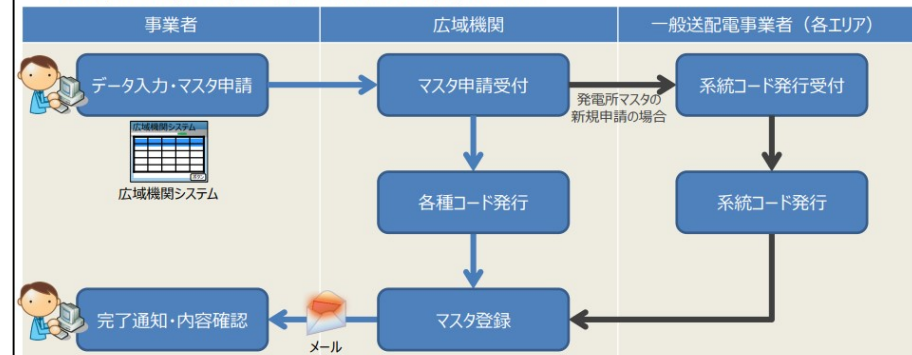 事業者
広域機関
一般送配電事業者（各エリア）
データ入力・マスタ申請
マスタ申請受付
系統コード発行受付
発電所マスタの
新規申請の場合
広域機関システム
広域機関システム
各種コード発行
系統コード発行
完了通知・内容確認
メール
マスタ登録